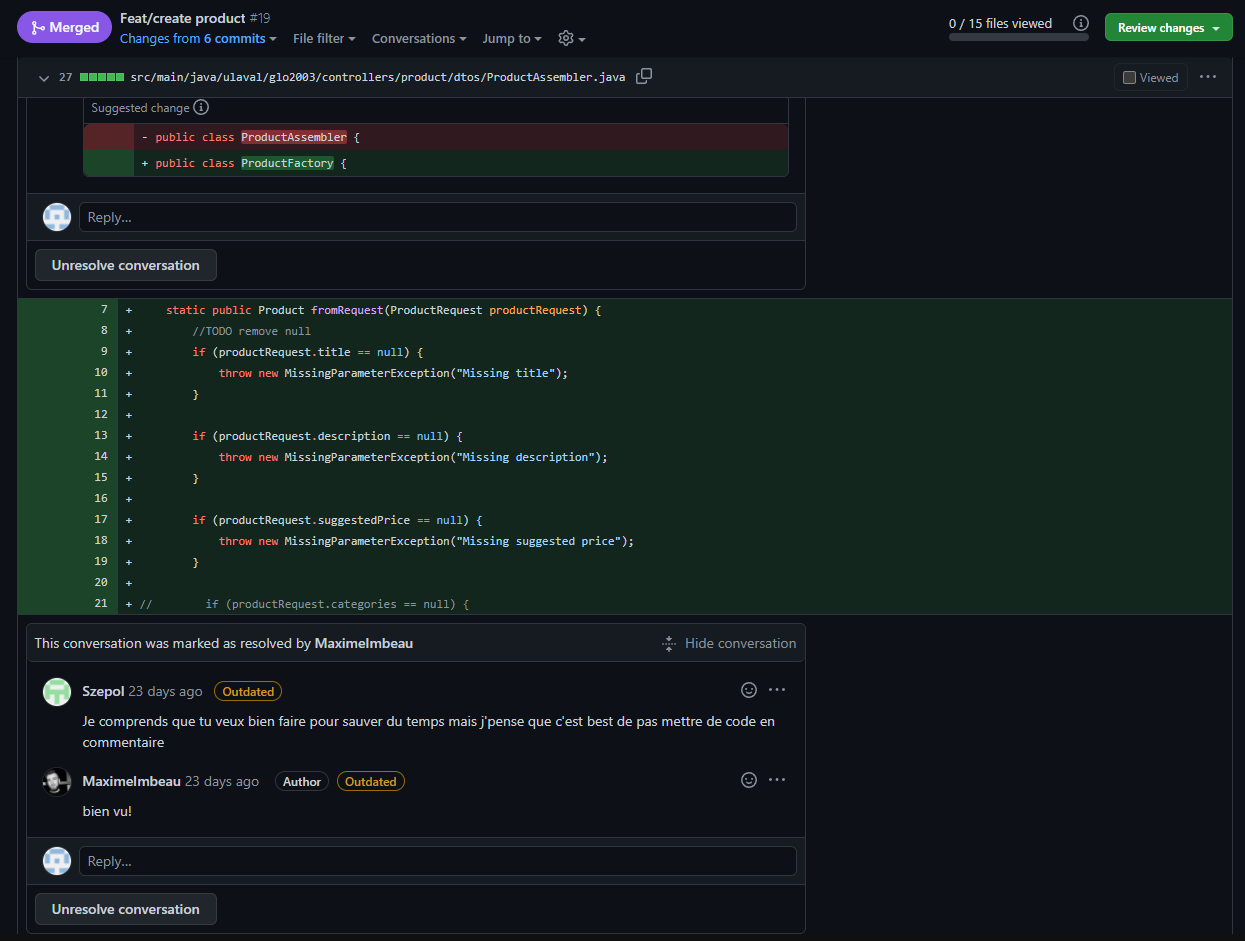 Merged
Feat/create product #19
Changes from 6 commits File filter Conversations Jump to
0 / 15 files viewed
Review changes
27 src/main/java/ulaval/glo2003/controllers/product/dtos/ProductAssembler.java
Viewed
Suggested change
- public class ProductAssembler {
+ public class ProductFactory {
Reply...
Unresolve conversation
7 + static public Product fromRequest(ProductRequest productRequest) {
8 + //TODO remove null
9 + if (productRequest.title == null) {
10 + throw new MissingParameterException("Missing title");
11 + }
12 +
13 + if (productRequest.description == null) {
14 + throw new MissingParameterException("Missing description");
15 + }
16 +
17 + if (productRequest.suggestedPrice == null) {
18 + throw new MissingParameterException("Missing suggested price");
19 + }
20 +
21 + // if (productRequest.categories == null) {
This conversation was marked as resolved by MaximeImbeau
Hide conversation
Szepol 23 days ago Outdated
Je comprends que tu veux bien faire pour sauver du temps mais j'pense que c'est best de pas mettre de code en
commentaire
MaximeImbeau 23 days ago Author Outdated
bien vu!
Reply...
Unresolve conversation